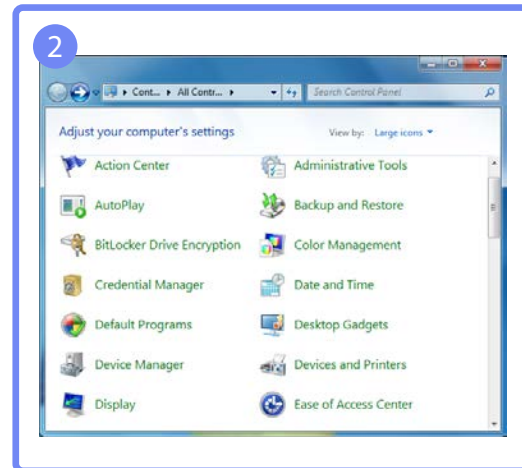 2
Cont... ▸ All Contr... ▸ Search Control Panel
Adjust your computer's settings View by: Large icons
Action Center Administrative Tools
AutoPlay Backup and Restore
BitLocker Drive Encryption Color Management
Credential Manager Date and Time
Default Programs Desktop Gadgets
Device Manager Devices and Printers
Display Ease of Access Center